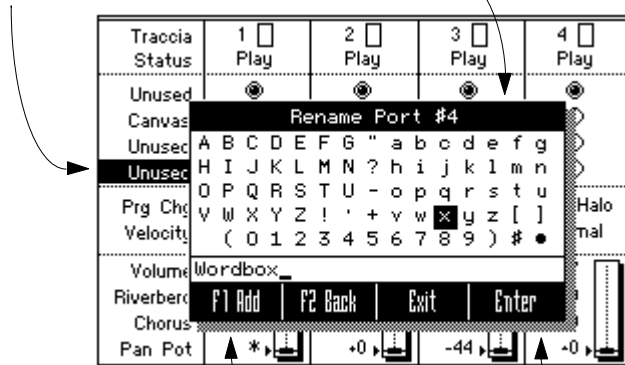 Traccia 1 2 3 4
Status Play Play Play Play
Unused
Canvas
Unused
Unused
Rename Port #4
A B C D E F G " a b c d e f g
H I J K L M N ? h i j k l m n
O P Q R S T U - o p q r s t u
V W X Y Z ! ' + v w x y z [ ]
( 0 1 2 3 4 5 6 7 8 9 ) # ●
Wordbox_
F1 Add F2 Back Exit Enter
Prg Chg Halo
Velocity
Volume
Chorus
Pan Pot * +0 -44 +0